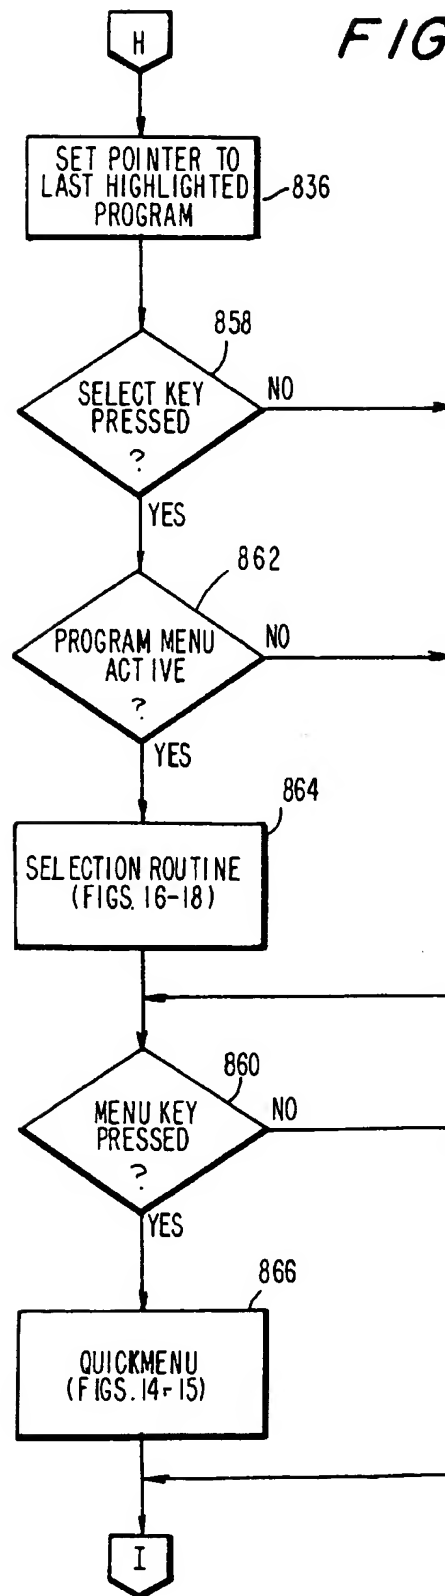 H
FIG
SET POINTER TO
LAST HIGHLIGHTED
PROGRAM
836
858
SELECT KEY
PRESSED
?
NO
YES
862
PROGRAM MENU
ACTIVE
?
NO
YES
864
SELECTION ROUTINE
(FIGS. 16-18)
860
MENU KEY
PRESSED
?
NO
YES
866
QUICKMENU
(FIGS. 14-15)
I